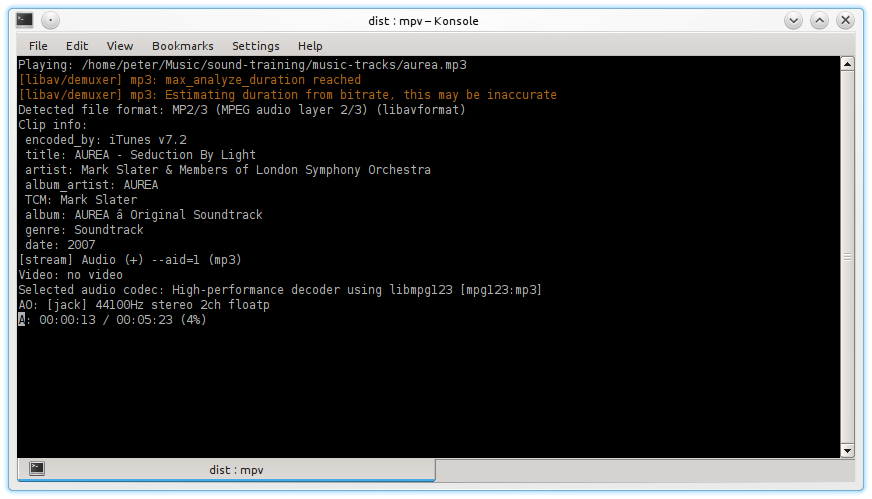 dist : mpv – Konsole
File Edit View Bookmarks Settings Help
Playing: /home/peter/Music/sound-training/music-tracks/aurea.mp3
[libav/demuxer] mp3: max_analyze_duration reached
[libav/demuxer] mp3: Estimating duration from bitrate, this may be inaccurate
Detected file format: MP2/3 (MPEG audio layer 2/3) (libavformat)
Clip info:
 encoded_by: iTunes v7.2
 title: AUREA - Seduction By Light
 artist: Mark Slater & Members of London Symphony Orchestra
 album_artist: AUREA
 TCM: Mark Slater
 album: AUREA â Original Soundtrack
 genre: Soundtrack
 date: 2007
[stream] Audio (+) --aid=1 (mp3)
Video: no video
Selected audio codec: High-performance decoder using libmpg123 [mpg123:mp3]
AO: [jack] 44100Hz stereo 2ch floatp
A: 00:00:13 / 00:05:23 (4%)
dist : mpv